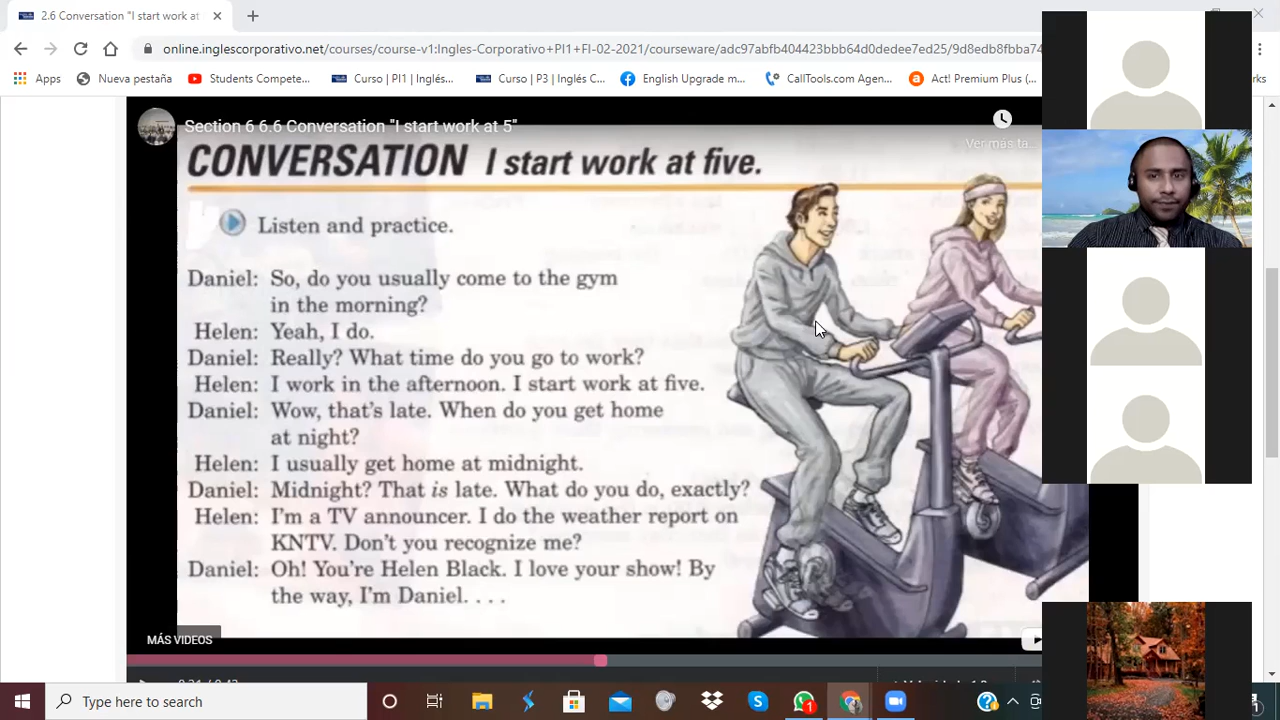 2.6 Conversation "I start work at
online.inglescorporativo.net/courses/course-v1:Ingles-Corporativo+PI1+FI-02-2021/courseware/adc97abfb404423bbb64d0dedee7ed25/9d8edb8fbba74
Apps
Nueva pestaña
Students Compete...
Curso | PI1 | Inglés...
Curso | P3 | Inglés C...
English Upgrade m...
CallTools.com Agen...
Act! Premium Plus (...
Section 6 6.6 Conversation "I start work at 5"
Ver más ta...
CONVERSATION I start work at five.
Listen and practice.
Daniel: So, do you usually come to the gym
in the morning?
Helen: Yeah, I do.
Daniel: Really? What time do you go to work?
Helen: I work in the afternoon. I start work at five.
Daniel: Wow, that's late. When do you get home
at night?
Helen: I usually get home at midnight.
Daniel: Midnight? That is late. What do you do, exactly?
Helen: I'm a TV announcer. I do the weather report on
KNTV. Don't you recognize me?
Daniel: Oh! You're Helen Black. I love your show! By
the way, I'm Daniel. . . .
MÁS VIDEOS
Type here to search
1